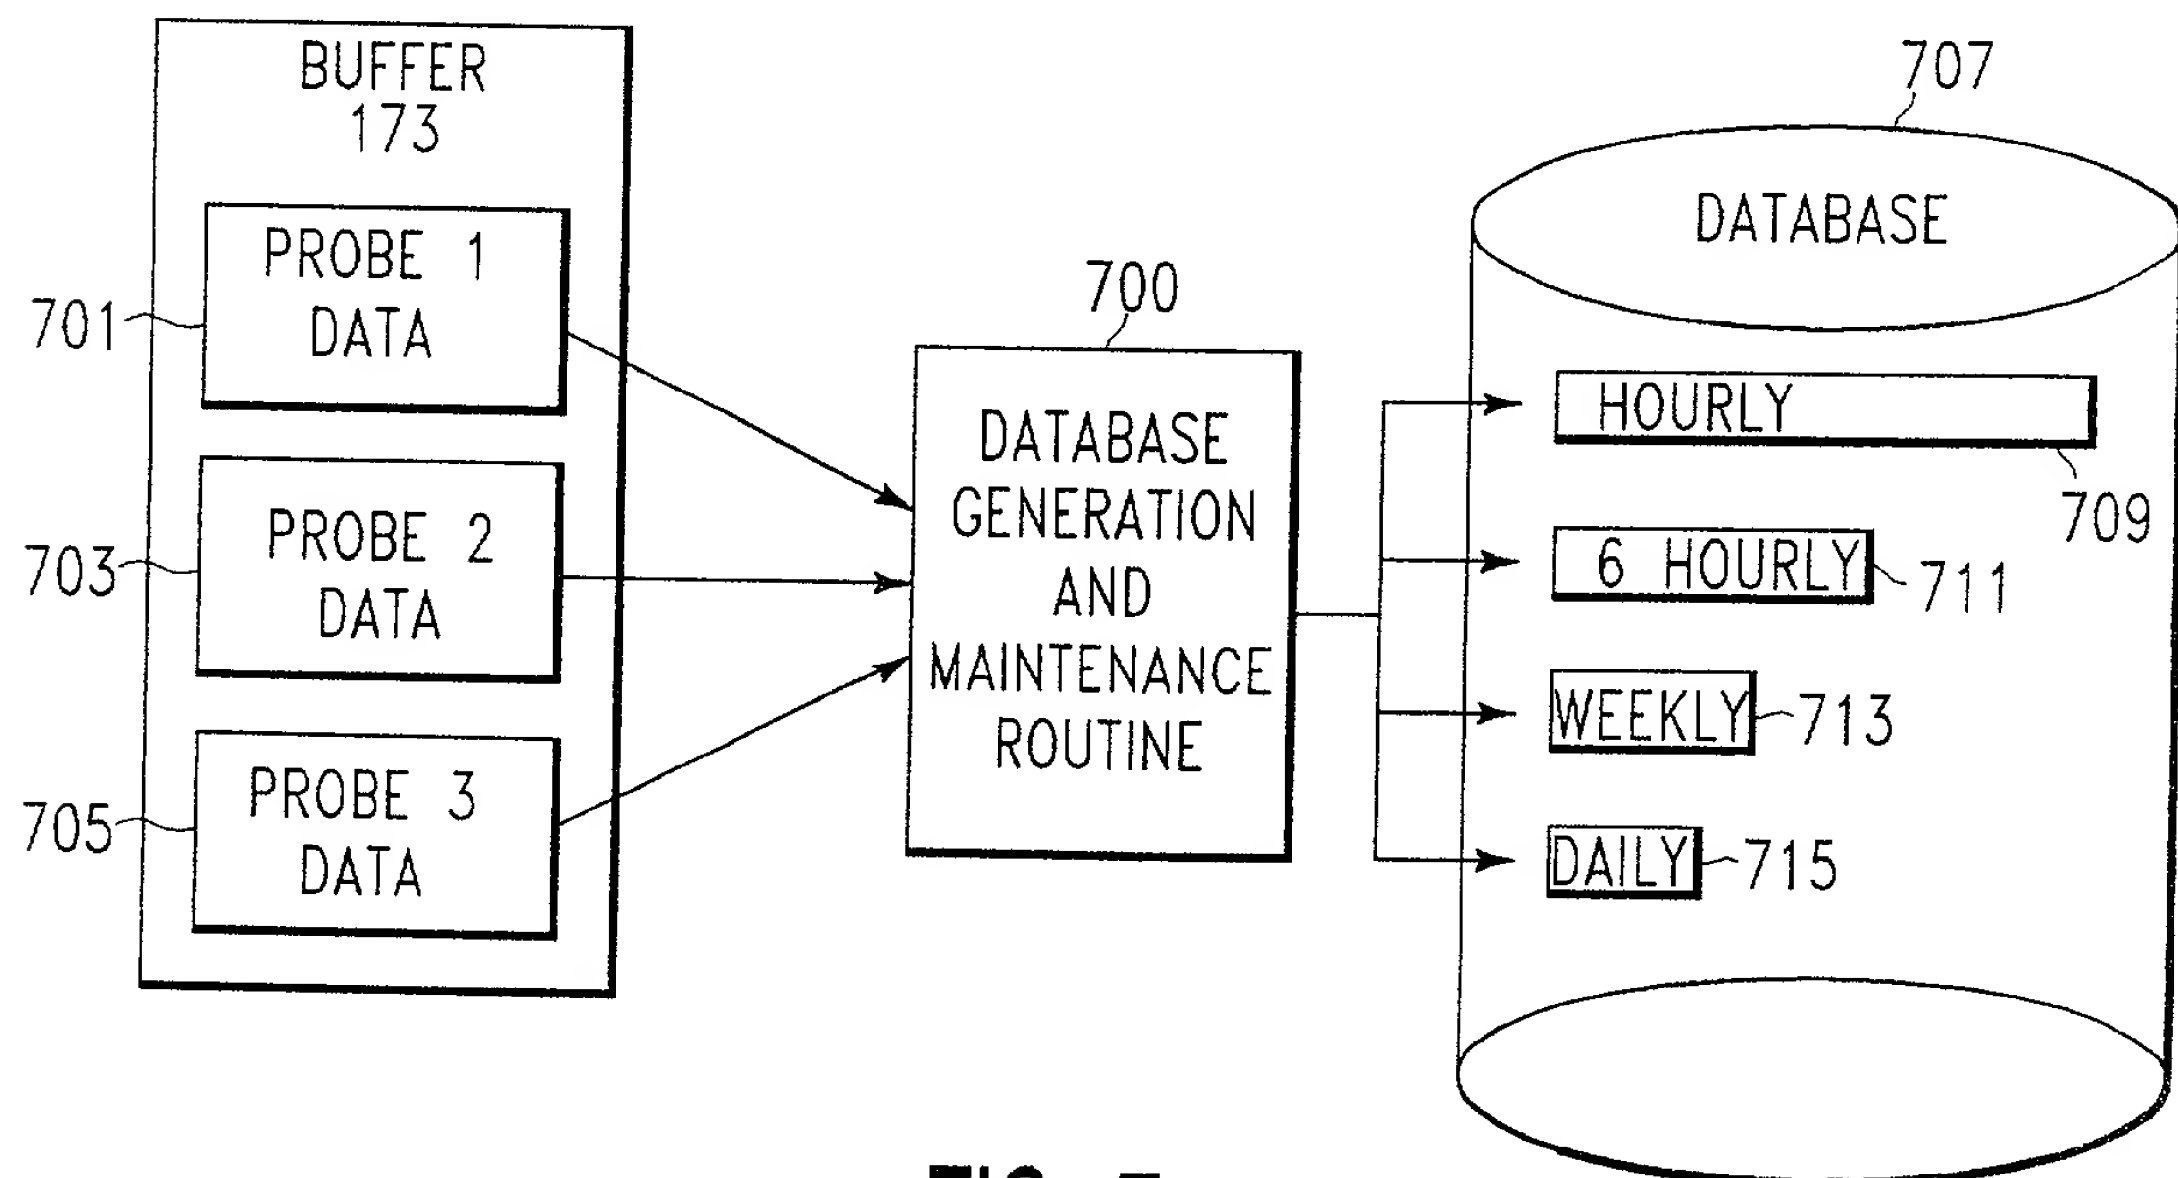 BUFFER
173
PROBE 1
DATA
701
PROBE 2
DATA
703
PROBE 3
DATA
705
700
DATABASE
GENERATION
AND
MAINTENANCE
ROUTINE
707
DATABASE
HOURLY
709
6 HOURLY
711
WEEKLY
713
DAILY
715